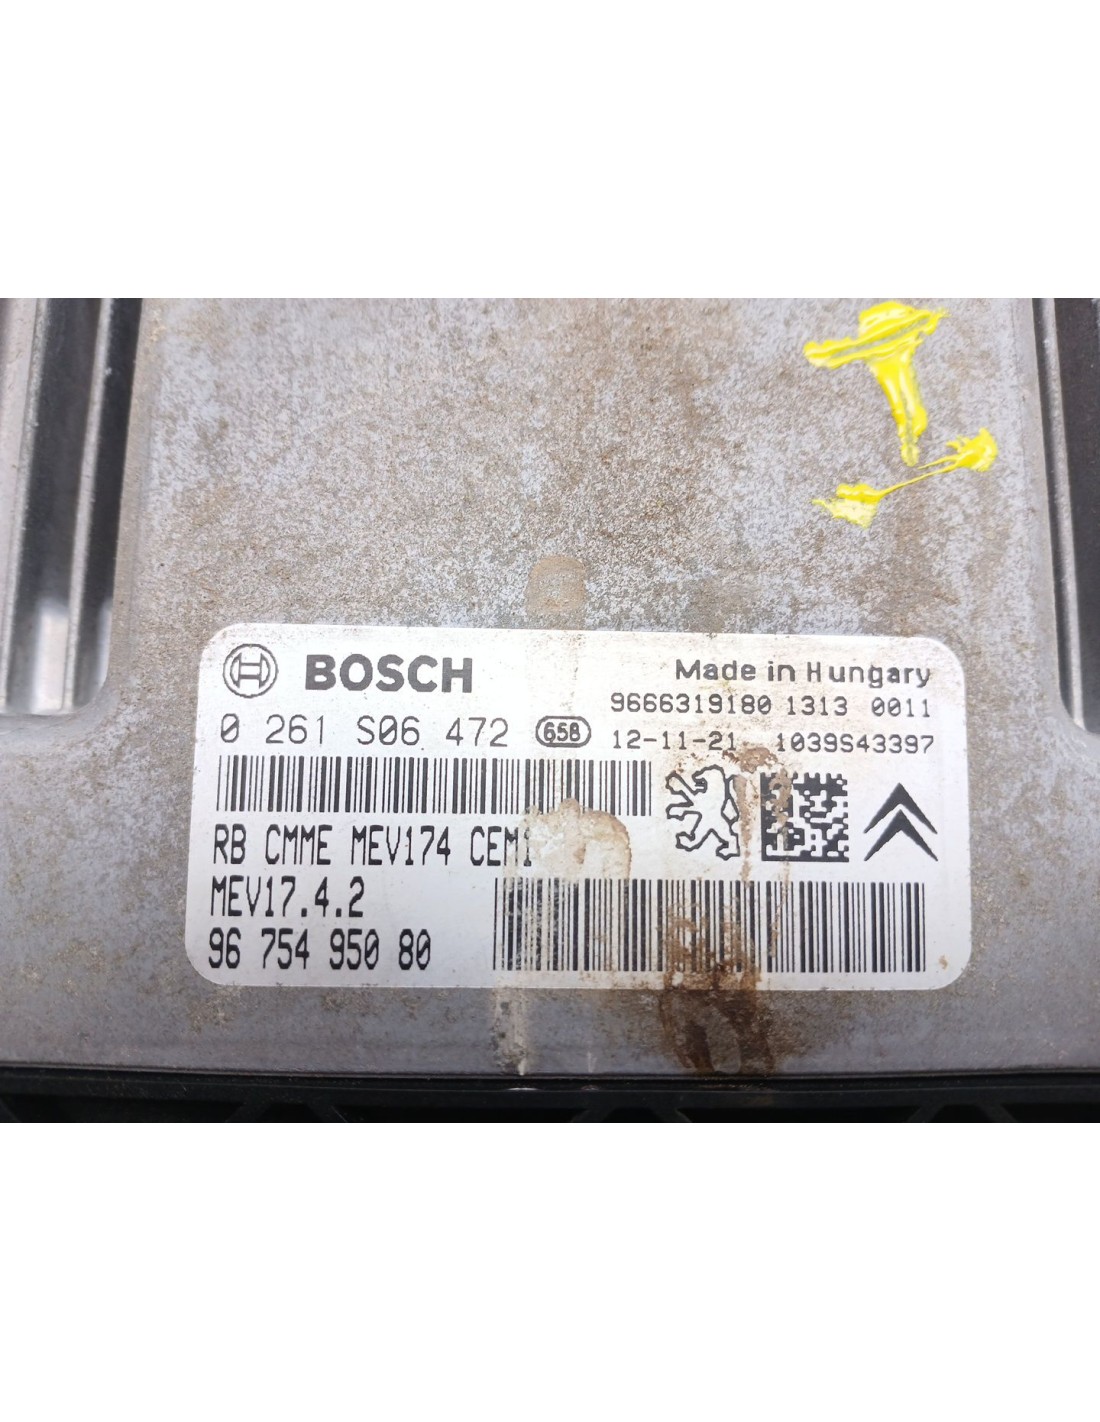 BOSCH
Made in Hungary
9666319180 1313 0011
0 261 S06 472 658
12-11-21 1039S43397
RB CMME MEV174 CEM1
MEV17.4.2
96 754 950 80